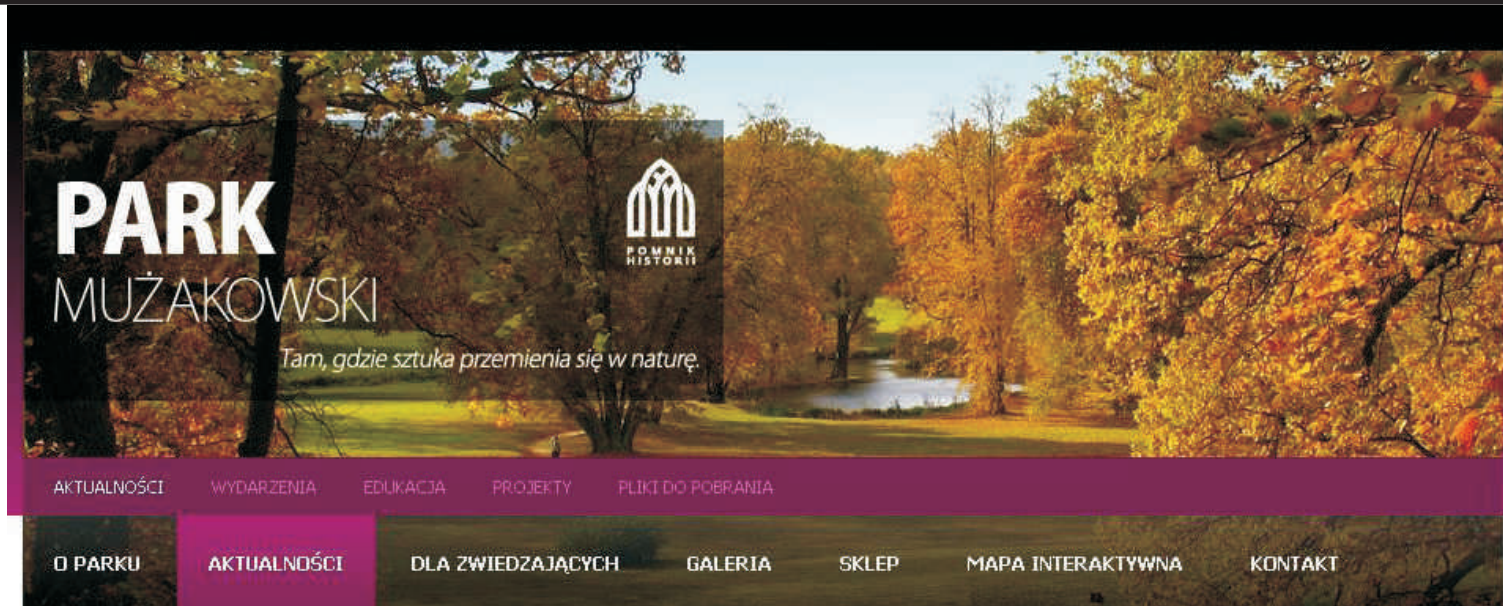 PARK
MUŻAKOWSKI
POMNIK
HISTORII
Tam, gdzie sztuka przemienia się w naturę.
AKTUALNOŚCI WYDARZENIA EDUKACJA PROJEKTY PLIKI DO POBRANIA
O PARKU AKTUALNOŚCI DLA ZWIEDZAJĄCYCH GALERIA SKLEP MAPA INTERAKTYWNA KONTAKT